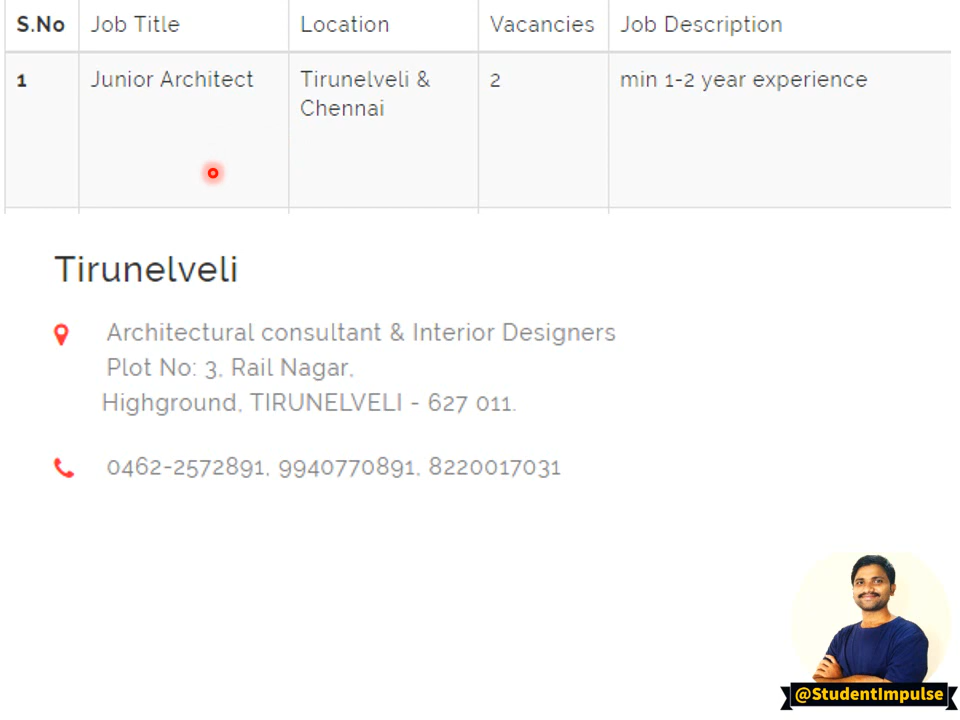 S.No Job Title Location Vacancies Job Description
1 Junior Architect Tirunelveli & 2 min 1-2 year experience
Chennai
Tirunelveli
Architectural consultant & Interior Designers
Plot No: 3, Rail Nagar,
Highground, TIRUNELVELI - 627 011.
0462-2572891, 9940770891, 8220017031
@StudentImpulse